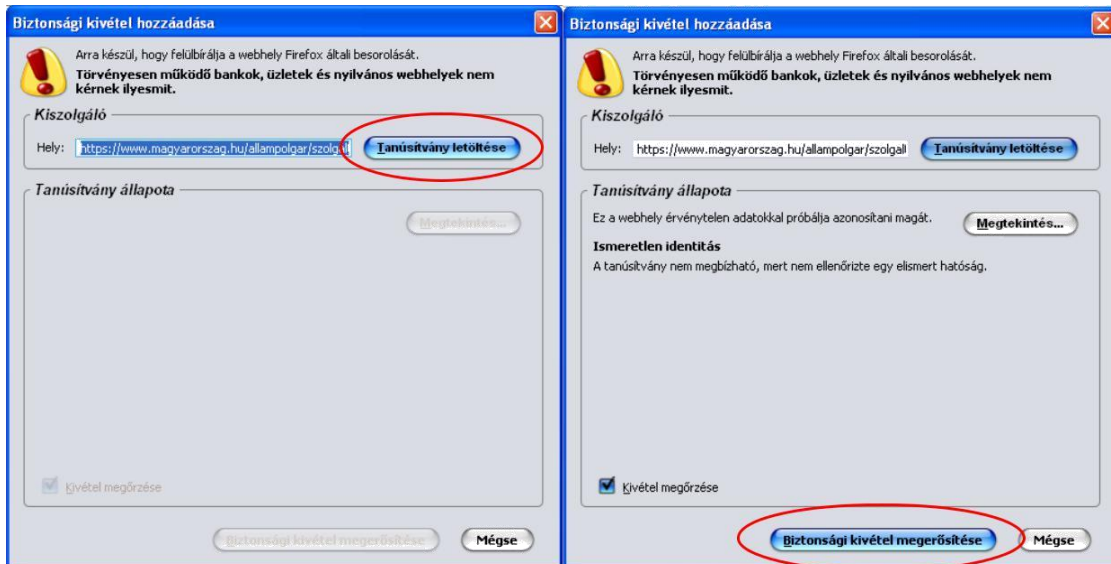 Biztonsági kivétel hozzáadása
Arra készül, hogy felülbírálja a webhely Firefox általi besorolását.
Törvényesen működő bankok, üzletek és nyilvános webhelyek nem
kérnek ilyesmit.
Kiszolgáló
Hely: https://www.magyarorszag.hu/allampolgar/szolgál Tanúsítvány letöltése
Tanúsítvány állapota
Megtekintés...
Kivétel megőrzése
Biztonsági kivétel megerősítése Mégse
Biztonsági kivétel hozzáadása
Arra készül, hogy felülbírálja a webhely Firefox általi besorolását.
Törvényesen működő bankok, üzletek és nyilvános webhelyek nem
kérnek ilyesmit.
Kiszolgáló
Hely: https://www.magyarorszag.hu/allampolgar/szolgall Tanúsítvány letöltése
Tanúsítvány állapota
Ez a webhely érvénytelen adatokkal próbálja azonosítani magát. Megtekintés...
Ismeretlen identitás
A tanúsítvány nem megbízható, mert nem ellenőrizte egy elismert hatóság.
Kivétel megőrzése
Biztonsági kivétel megerősítése Mégse